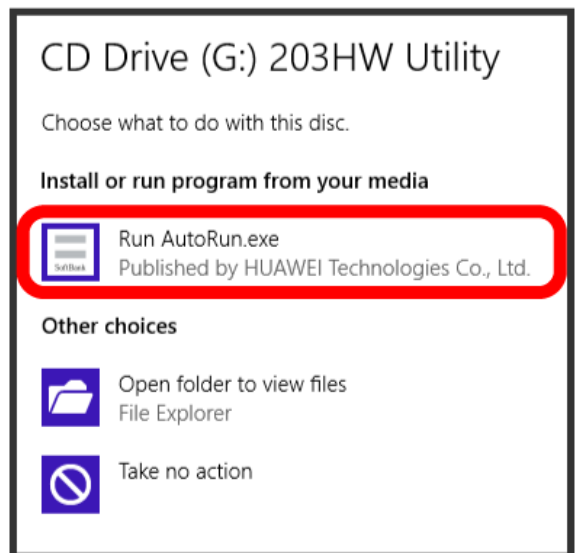 CD Drive (G:) 203HW Utility
Choose what to do with this disc.
Install or run program from your media
Run AutoRun.exe
SoftBank
Published by HUAWEI Technologies Co., Ltd.
Other choices
Open folder to view files
File Explorer
Take no action